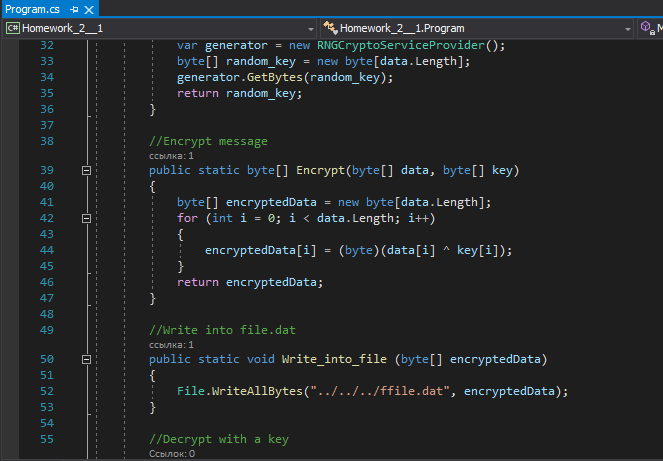 Program.cs
C# Homework_2__1
Homework_2__1.Program
M
32 var generator = new RNGCryptoServiceProvider();
33 byte[] random_key = new byte[data.Length];
34 generator.GetBytes(random_key);
35 return random_key;
36 }
37
38 //Encrypt message
ссылка: 1
39 public static byte[] Encrypt(byte[] data, byte[] key)
40 {
41 byte[] encryptedData = new byte[data.Length];
42 for (int i = 0; i < data.Length; i++)
43 {
44 encryptedData[i] = (byte)(data[i] ^ key[i]);
45 }
46 return encryptedData;
47 }
48
49 //Write into file.dat
ссылка: 1
50 public static void Write_into_file (byte[] encryptedData)
51 {
52 File.WriteAllBytes("../../../ffile.dat", encryptedData);
53 }
54
55 //Decrypt with a key
Ссылок: 0